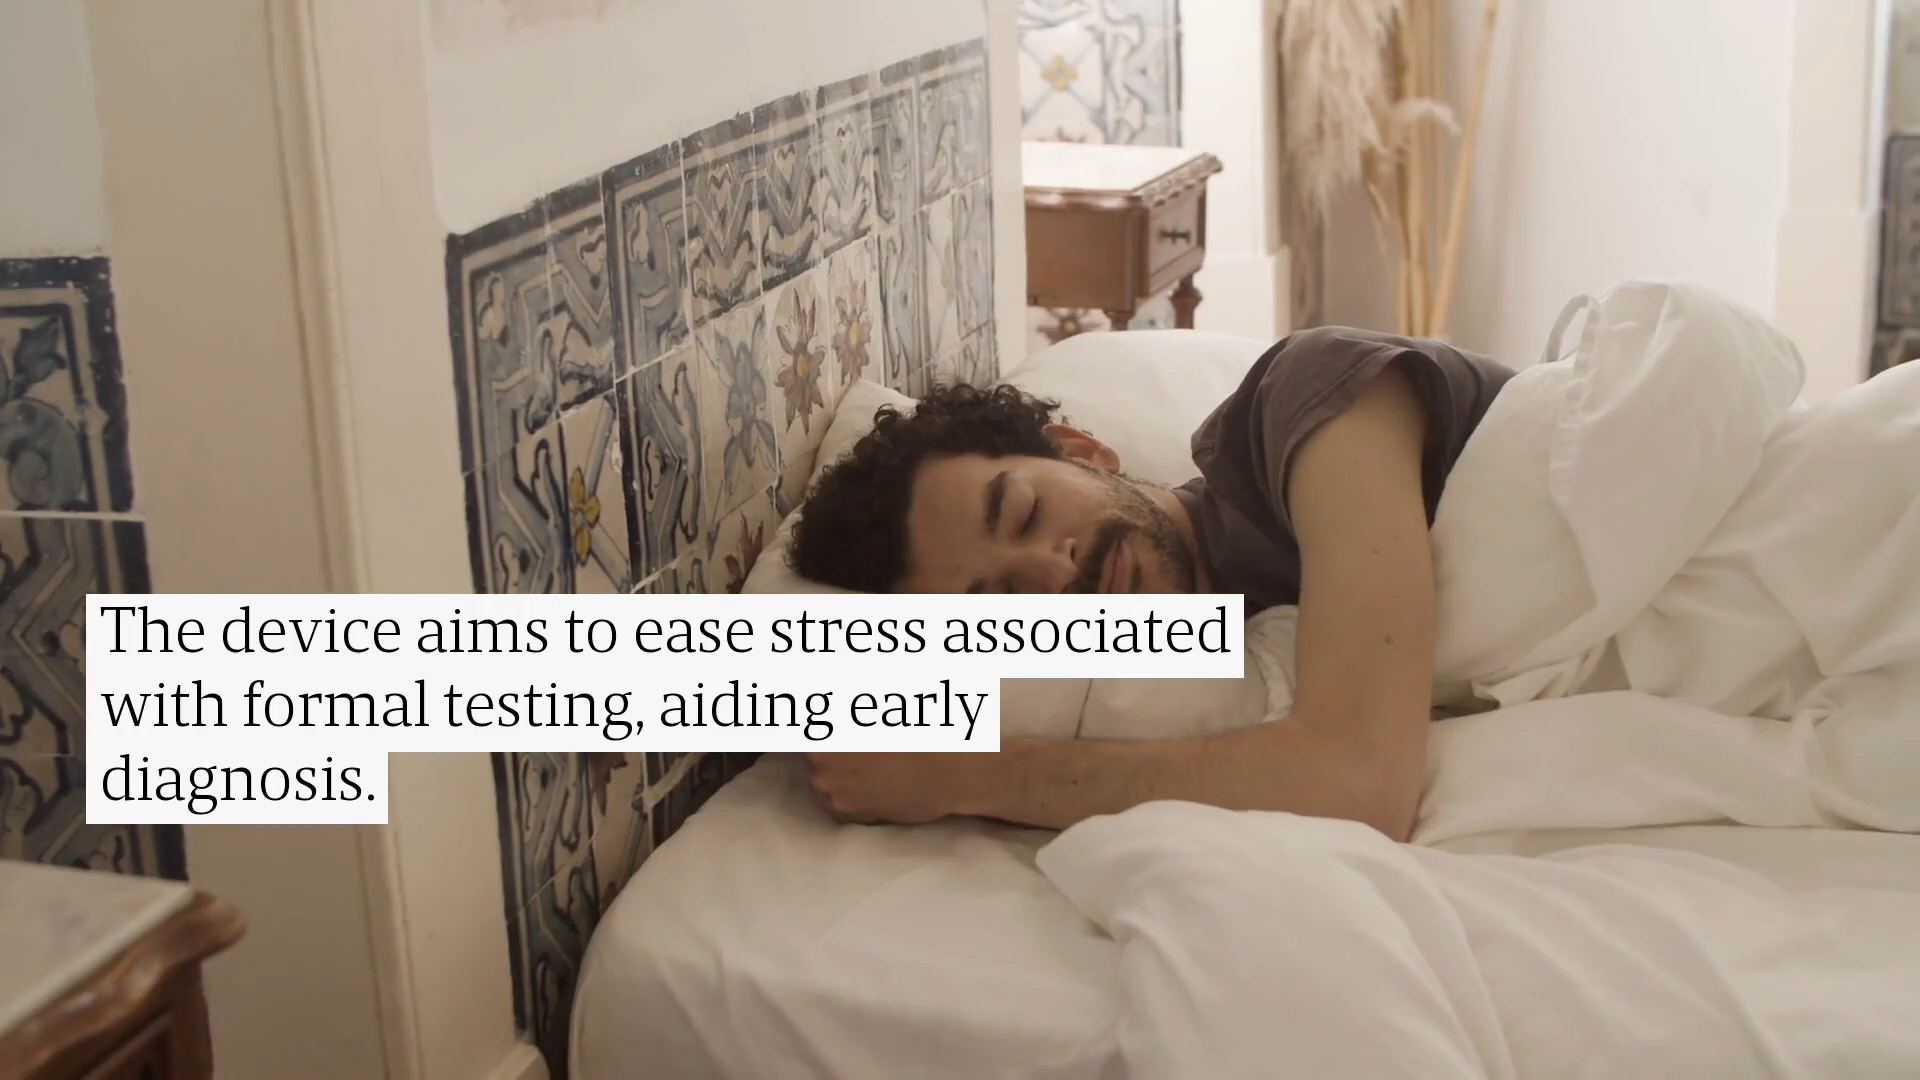 The device aims to ease stress associated
with formal testing, aiding early
diagnosis.